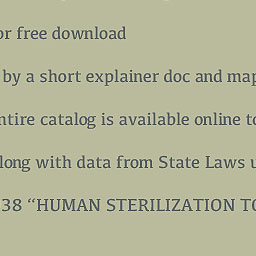 or free download
by a short explainer doc and map
ntire catalog is available online to
long with data from State Laws u
38 “HUMAN STERILIZATION TO